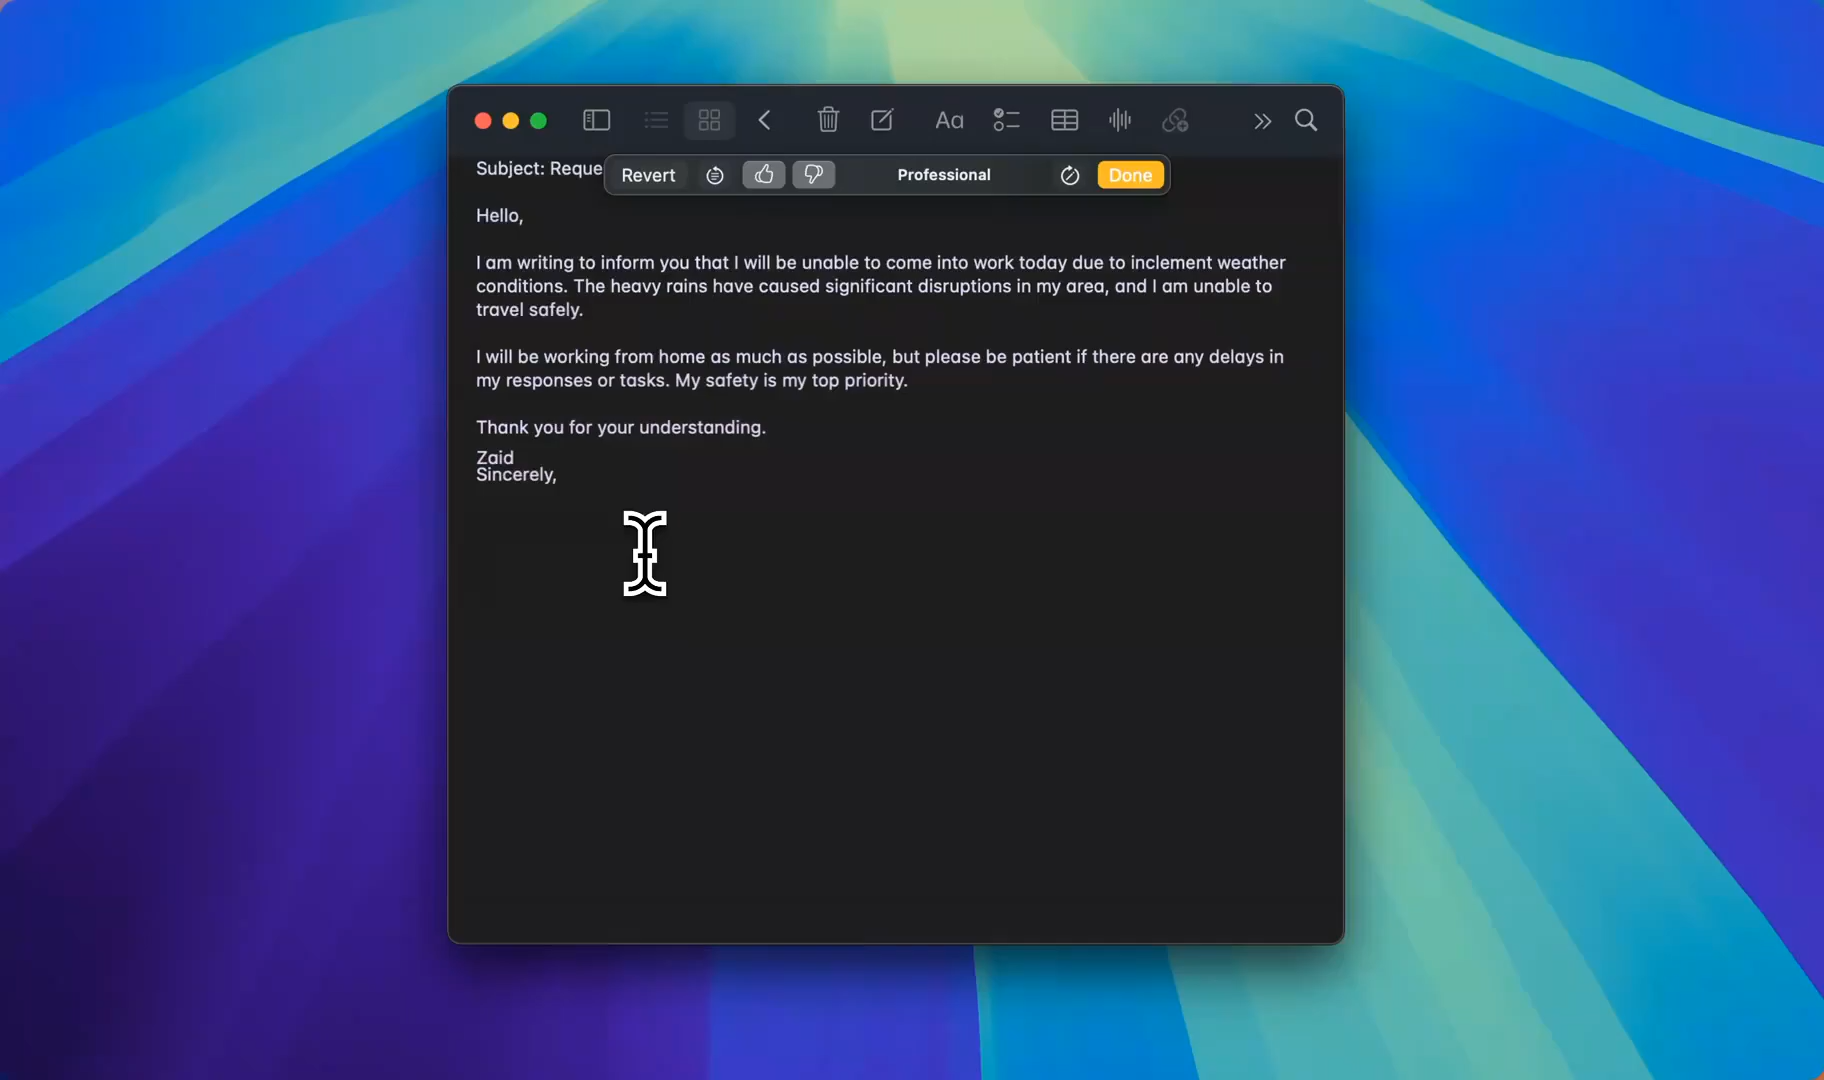 Aa
Subject: Reque
Revert
Professional
Done
Hello,
I am writing to inform you that I will be unable to come into work today due to inclement weather
conditions. The heavy rains have caused significant disruptions in my area, and I am unable to
travel safely.
I will be working from home as much as possible, but please be patient if there are any delays in
my responses or tasks. My safety is my top priority.
Thank you for your understanding.
Zaid
Sincerely,